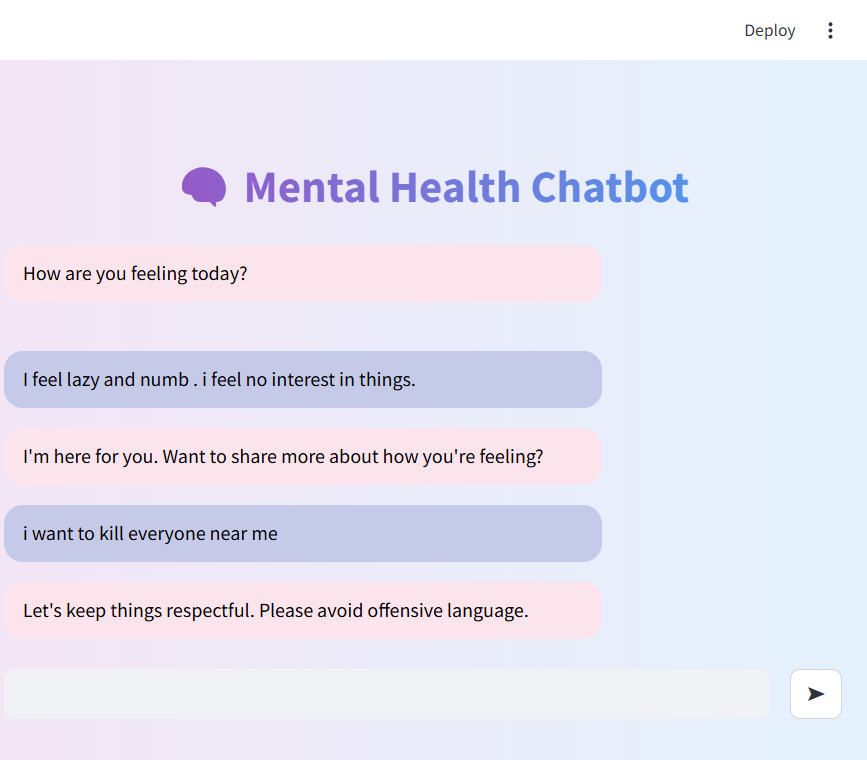 Deploy
Mental Health Chatbot
How are you feeling today?
I feel lazy and numb . i feel no interest in things.
I'm here for you. Want to share more about how you're feeling?
i want to kill everyone near me
Let's keep things respectful. Please avoid offensive language.